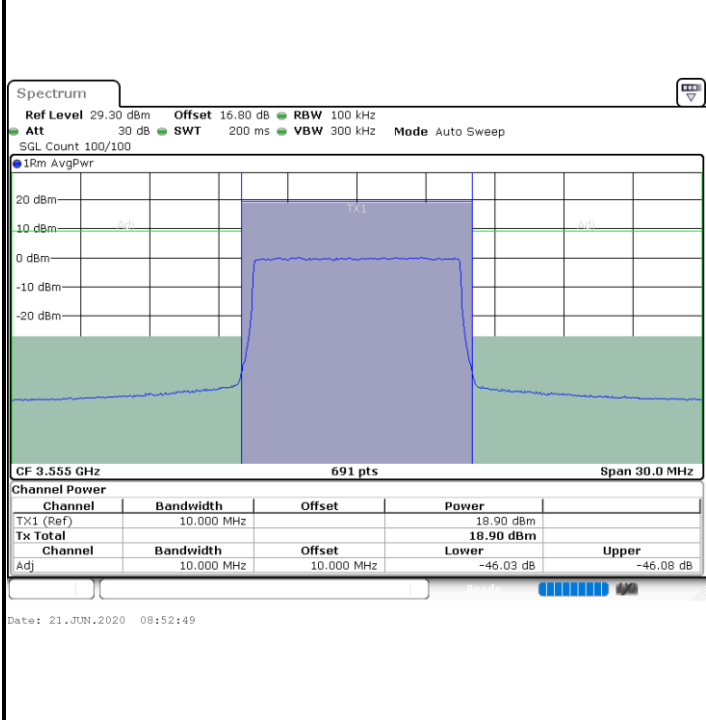 Spectrum
Ref Level 29.30 dBm Offset 16.80 dB RBW 100 kHz
Att 30 dB SWT 200 ms VBW 300 kHz Mode Auto Sweep
SGL Count 100/100
1Rm AvgPwr
20 dBm
TX1
Adj Adj
10 dBm
0 dBm
-10 dBm
-20 dBm
CF 3.555 GHz 691 pts Span 30.0 MHz
Channel Power
Channel Bandwidth Offset Power
TX1 (Ref) 10.000 MHz 18.90 dBm
Tx Total 18.90 dBm
Channel Bandwidth Offset Lower Upper
Adj 10.000 MHz 10.000 MHz -46.03 dB -46.08 dB
Ready
Date: 21.JUN.2020 08:52:49